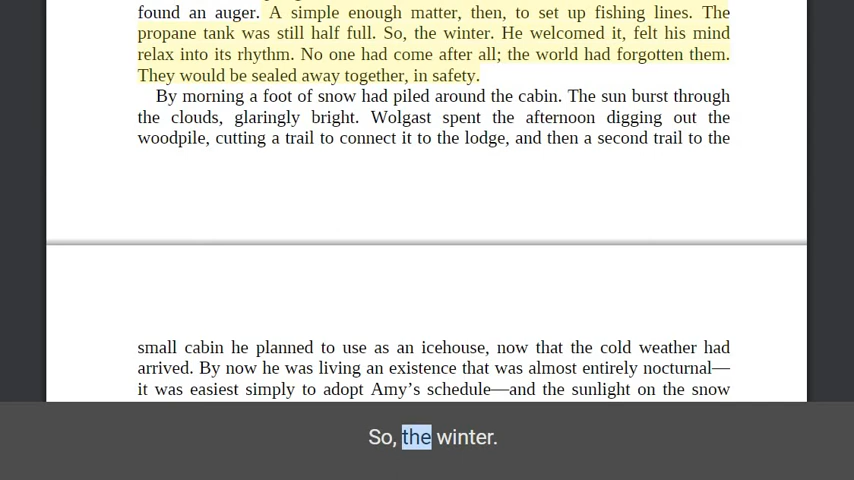 found an auger. A simple enough matter, then, to set up fishing lines. The
propane tank was still half full. So, the winter. He welcomed it, felt his mind
relax into its rhythm. No one had come after all; the world had forgotten them.
They would be sealed away together, in safety.
By morning a foot of snow had piled around the cabin. The sun burst through
the clouds, glaringly bright. Wolgast spent the afternoon digging out the
woodpile, cutting a trail to connect it to the lodge, and then a second trail to the
small cabin he planned to use as an icehouse, now that the cold weather had
arrived. By now he was living an existence that was almost entirely nocturnal—
it was easiest simply to adopt Amy’s schedule—and the sunlight on the snow
So, the winter.